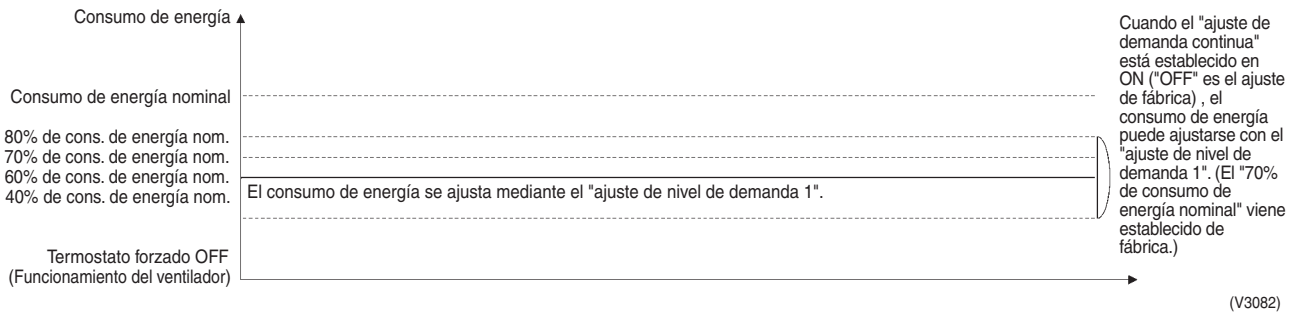 Consumo de energía
Consumo de energía nominal
80% de cons. de energía nom.
70% de cons. de energía nom.
60% de cons. de energía nom.
40% de cons. de energía nom.
El consumo de energía se ajusta mediante el "ajuste de nivel de demanda 1".
Termostato forzado OFF
(Funcionamiento del ventilador)
Cuando el "ajuste de
demanda continua"
está establecido en
ON ("OFF" es el ajuste
de fábrica) , el
consumo de energía
puede ajustarse con el
"ajuste de nivel de
demanda 1". (El "70%
de consumo de
energía nominal" viene
establecido de
fábrica.)
(V3082)